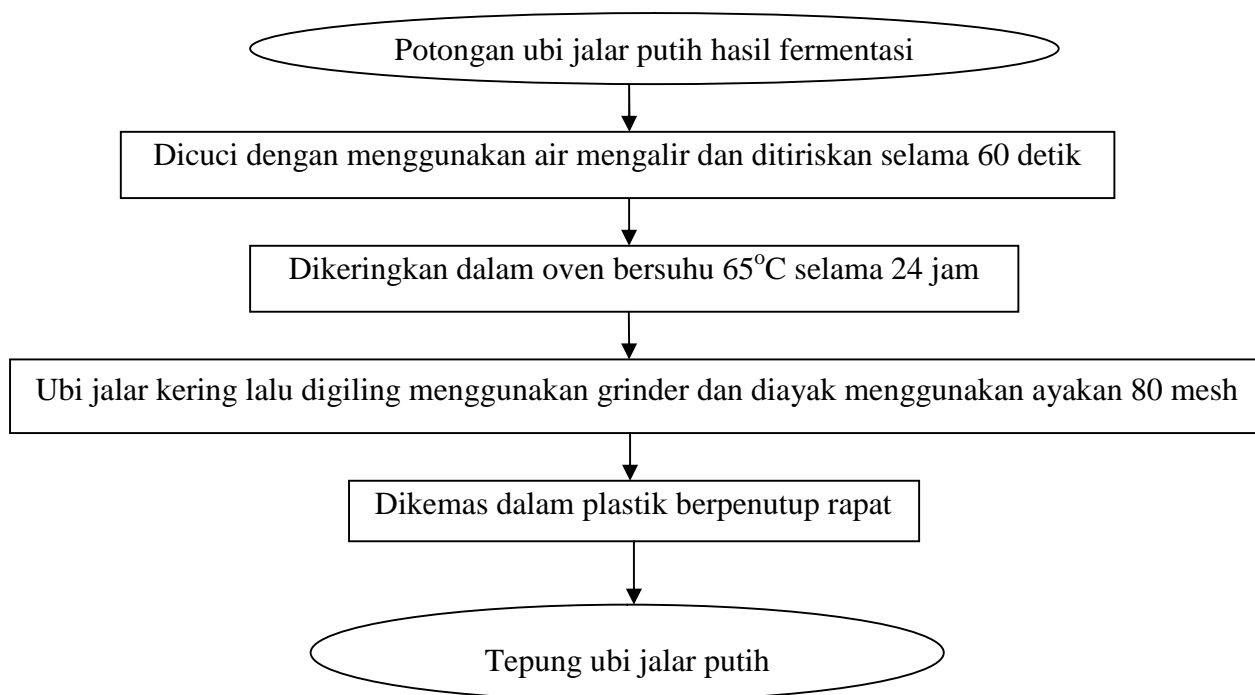 Potongan ubi jalar putih hasil fermentasi
Dicuci dengan menggunakan air mengalir dan ditiriskan selama 60 detik
Dikeringkan dalam oven bersuhu 65°C selama 24 jam
Ubi jalar kering lalu digiling menggunakan grinder dan diayak menggunakan ayakan 80 mesh
Dikemas dalam plastik berpenutup rapat
Tepung ubi jalar putih